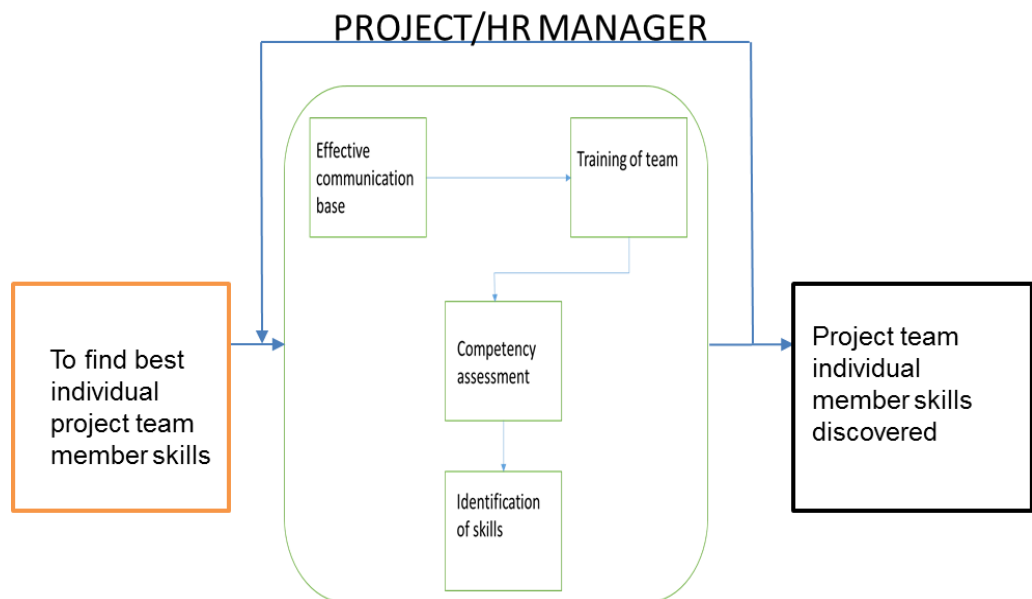 PROJECT/HR MANAGER
Effective
communication
base
Training of team
To find best
individual
project team
member skills
Competency
assessment
Identification
of skills
Project team
individual
member skills
discovered